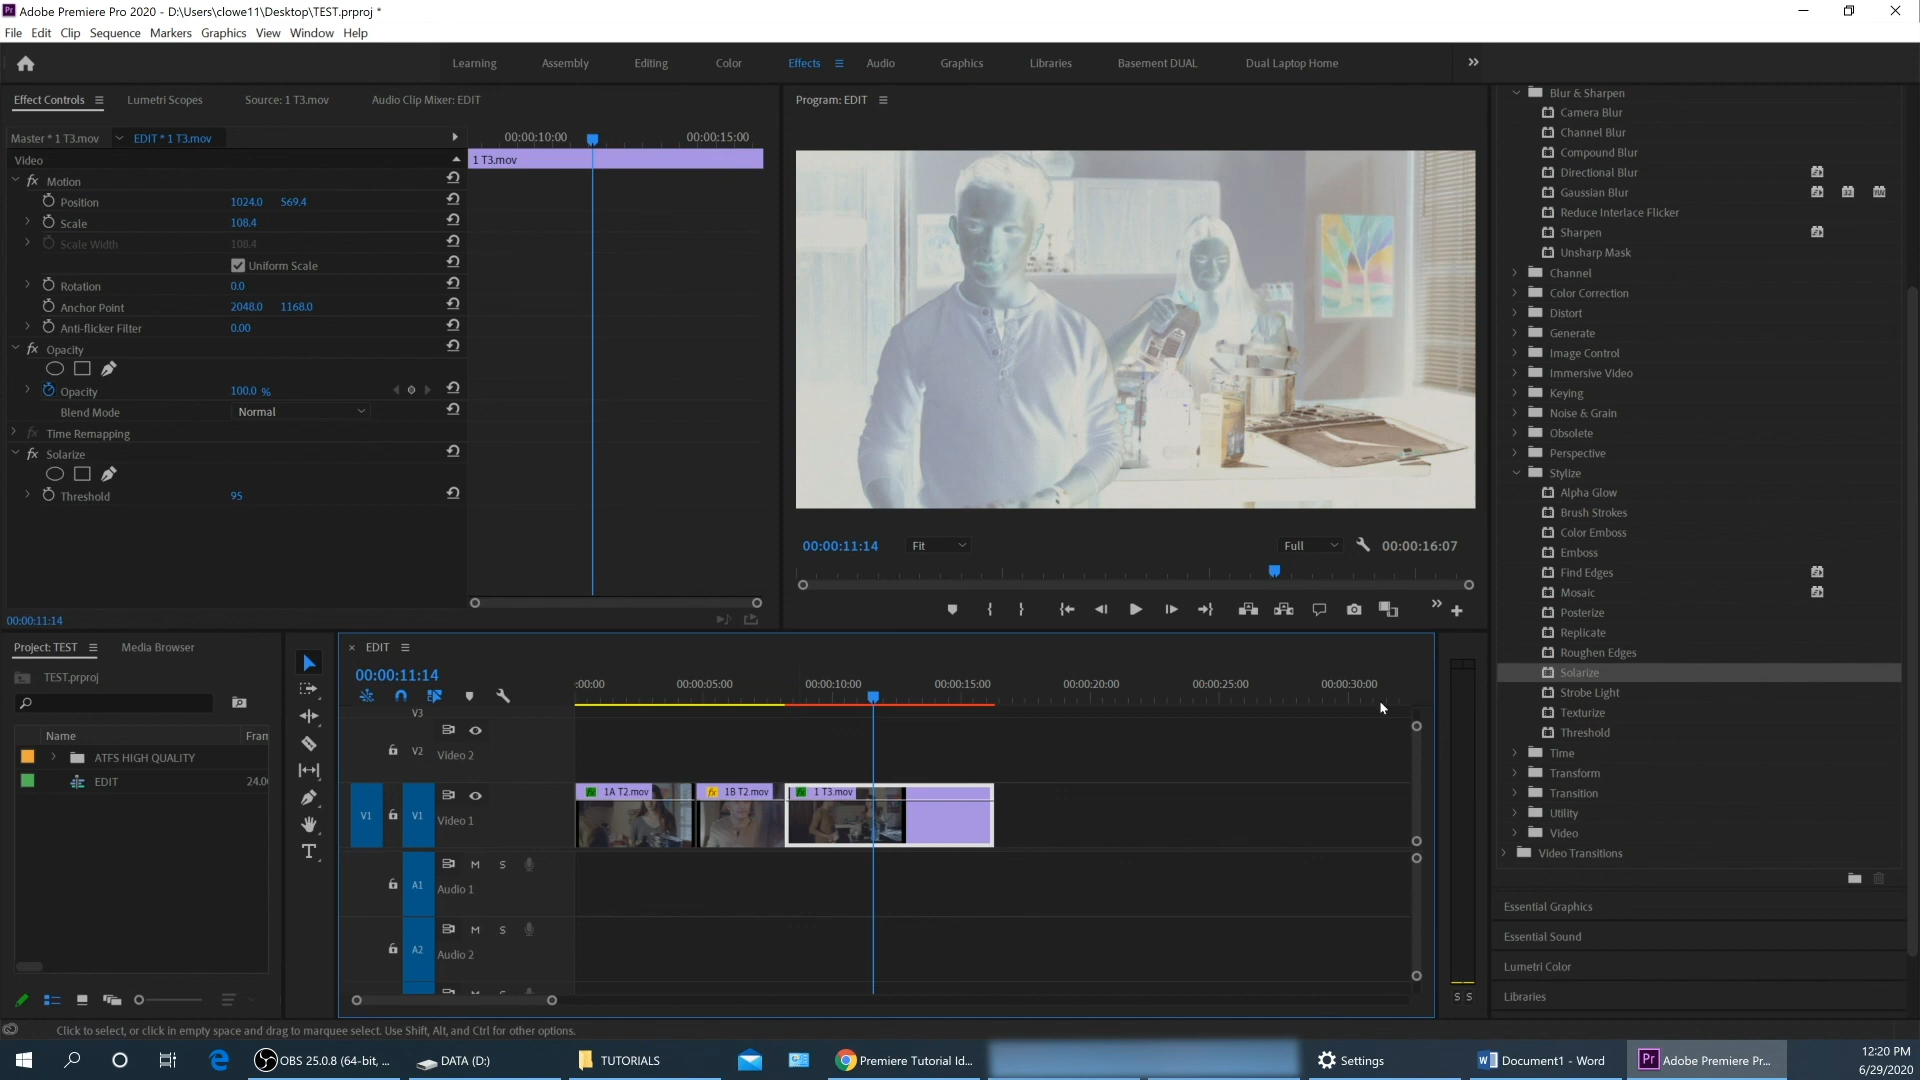 Adobe Premiere Pro 2020 - D:\Users\clowe11\Desktop\TEST.prproj *
File Edit Clip Sequence Markers Graphics View Window Help
Learning Assembly Editing Color Effects Audio Graphics Libraries Basement DUAL Dual Laptop Home
Effect Controls Lumetri Scopes Source: 1 T3.mov Audio Clip Mixer: EDIT
Master * 1 T3.mov EDIT * 1 T3.mov
00:00:10:00 00:00:15:00
Video
1 T3.mov
fx Motion
Position 1024.0 569.4
Scale 108.4
Scale Width 108.4
Uniform Scale
Rotation 0.0
Anchor Point 2048.0 1168.0
Anti-flicker Filter 0.00
fx Opacity
Opacity 100.0 %
Blend Mode Normal
fx Time Remapping
fx Solarize
Threshold 95
00:00:11:14
Program: EDIT
00:00:11:14 Fit Full 00:00:16:07
Blur & Sharpen
Camera Blur
Channel Blur
Compound Blur
Directional Blur
Gaussian Blur
Reduce Interlace Flicker
Sharpen
Unsharp Mask
Channel
Color Correction
Distort
Generate
Image Control
Immersive Video
Keying
Noise & Grain
Obsolete
Perspective
Stylize
Alpha Glow
Brush Strokes
Color Emboss
Emboss
Find Edges
Mosaic
Posterize
Replicate
Roughen Edges
Solarize
Strobe Light
Texturize
Threshold
Time
Transform
Transition
Utility
Video
Video Transitions
Essential Graphics
Essential Sound
Lumetri Color
Libraries
Project: TEST Media Browser
TEST.prproj
Name Fram
ATFS HIGH QUALITY
EDIT 24.0
× EDIT
00:00:11:14
:00:00 00:00:05:00 00:00:10:00 00:00:15:00 00:00:20:00 00:00:25:00 00:00:30:00
V3
V2 Video 2
V1 V1 Video 1
fx 1A T2.mov fx 1B T2.mov fx 1 T3.mov
M S
A1 Audio 1
M S
A2 Audio 2
S S
Click to select, or click in empty space and drag to marquee select. Use Shift, Alt, and Ctrl for other options.
OBS 25.0.8 (64-bit, ... DATA (D:) TUTORIALS Premiere Tutorial Id... Settings Document1 - Word Adobe Premiere Pr...
12:20 PM
6/29/2020